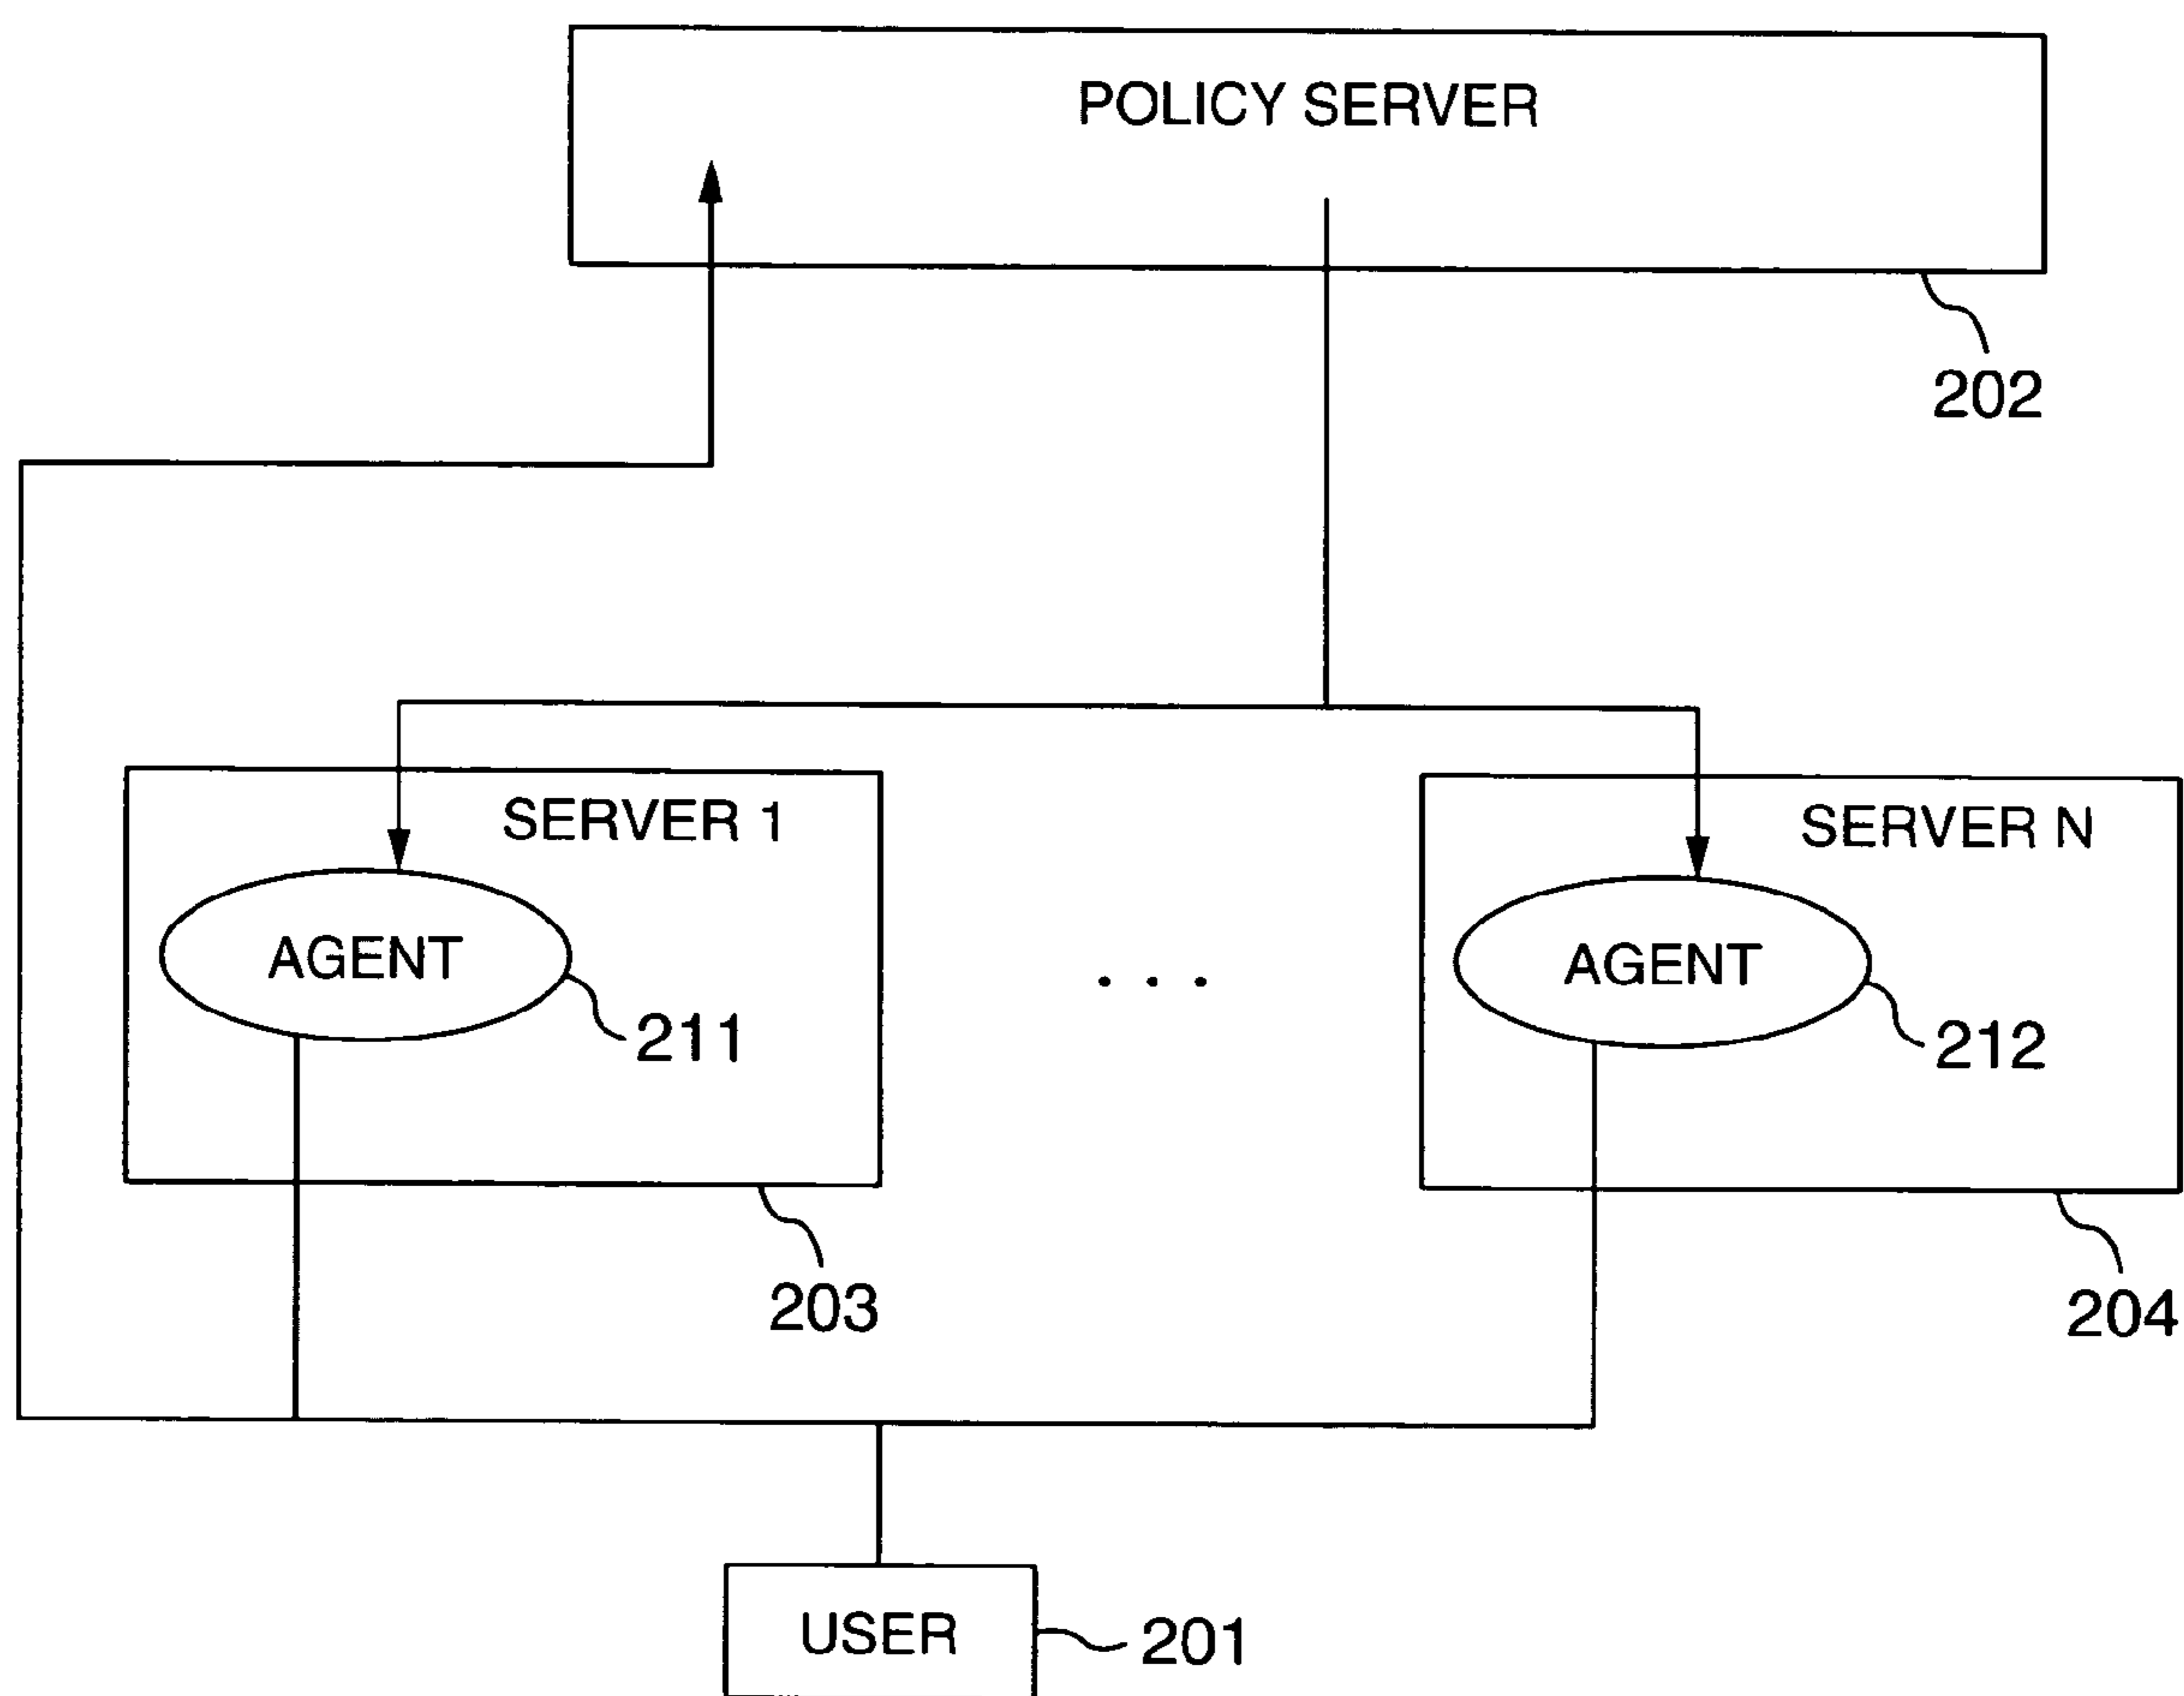 POLICY SERVER
202
SERVER 1
SERVER N
AGENT
. . .
AGENT
211
212
203
204
USER
201